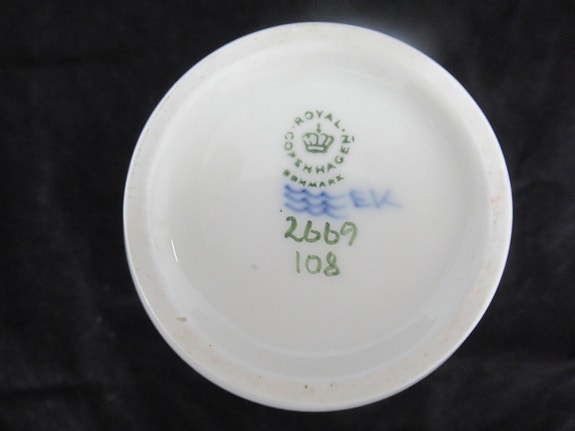 ROYAL COPENHAGEN
DENMARK
EK
2669
108